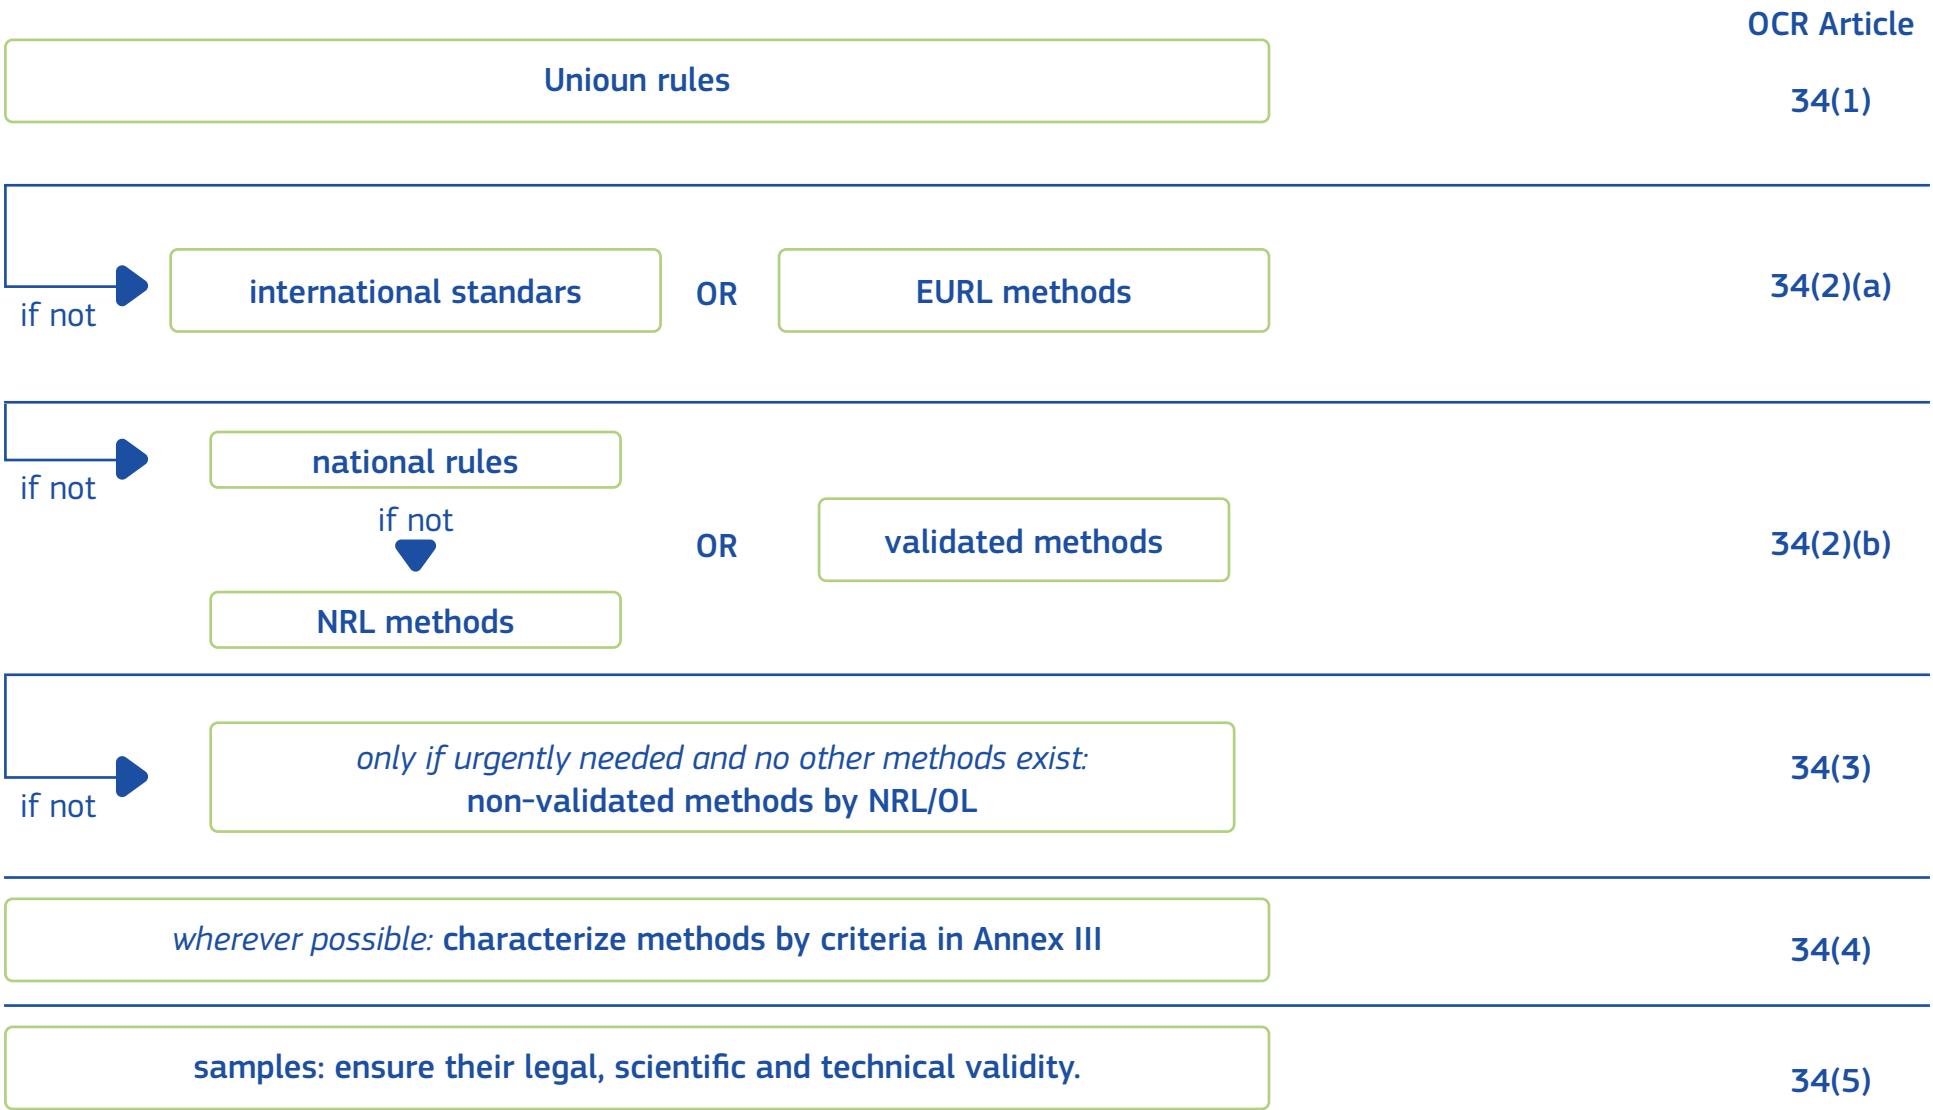 OCR Article
Unioun rules
34(1)
if not
international standars
OR
EURL methods
34(2)(a)
if not
national rules
if not
NRL methods
OR
validated methods
34(2)(b)
if not
only if urgently needed and no other methods exist:
non-validated methods by NRL/OL
34(3)
wherever possible: characterize methods by criteria in Annex III
34(4)
samples: ensure their legal, scientific and technical validity.
34(5)